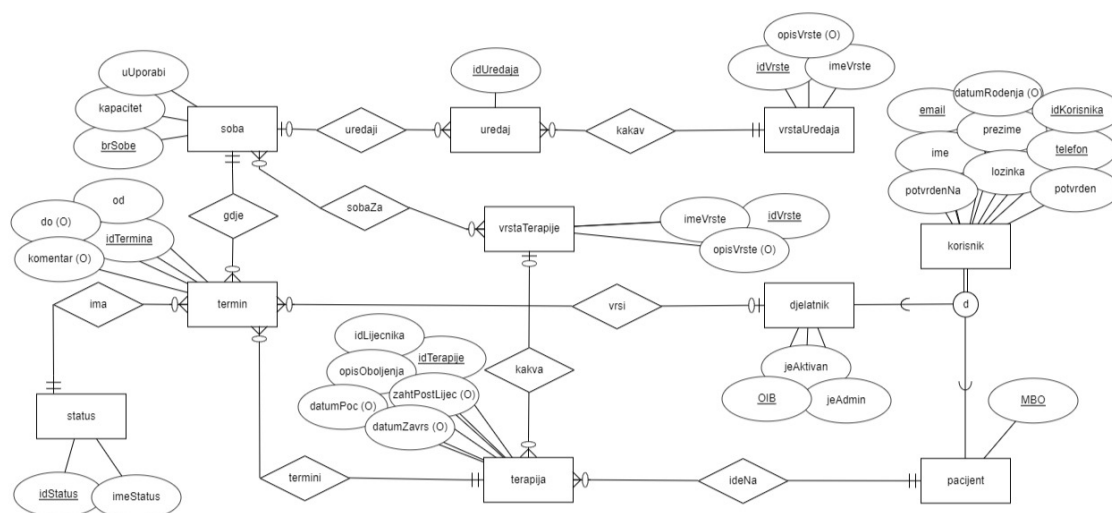 opisVrste (O)
uUporabi
idUređaja
idVrste
imeVrste
datumRođenja (O)
kapacitet
email
idKorisnika
soba
uredaji
uredaj
kakav
vrstaUredaja
prezime
brSobe
ime
telefon
lozinka
od
sobaZa
imeVrste
idVrste
potvrdenNa
potvrden
do (O)
gdje
vrstaTerapije
idTermina
opisVrste (O)
korisnik
komentar (O)
ima
termin
vrsi
djelatnik
d
idLijecnika
idTerapije
opisOboljenja
kakva
jeAktivan
zahtPostLijec (O)
status
datumPoc (O)
OIB
jeAdmin
MBO
datumZavrs (O)
termini
terapija
ideNa
pacijent
idStatus
imeStatus